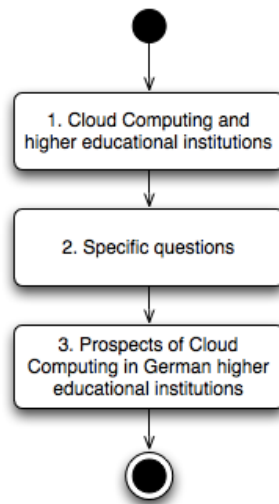 1. Cloud Computing and
higher educational institutions
2. Specific questions
3. Prospects of Cloud
Computing in German higher
educational institutions